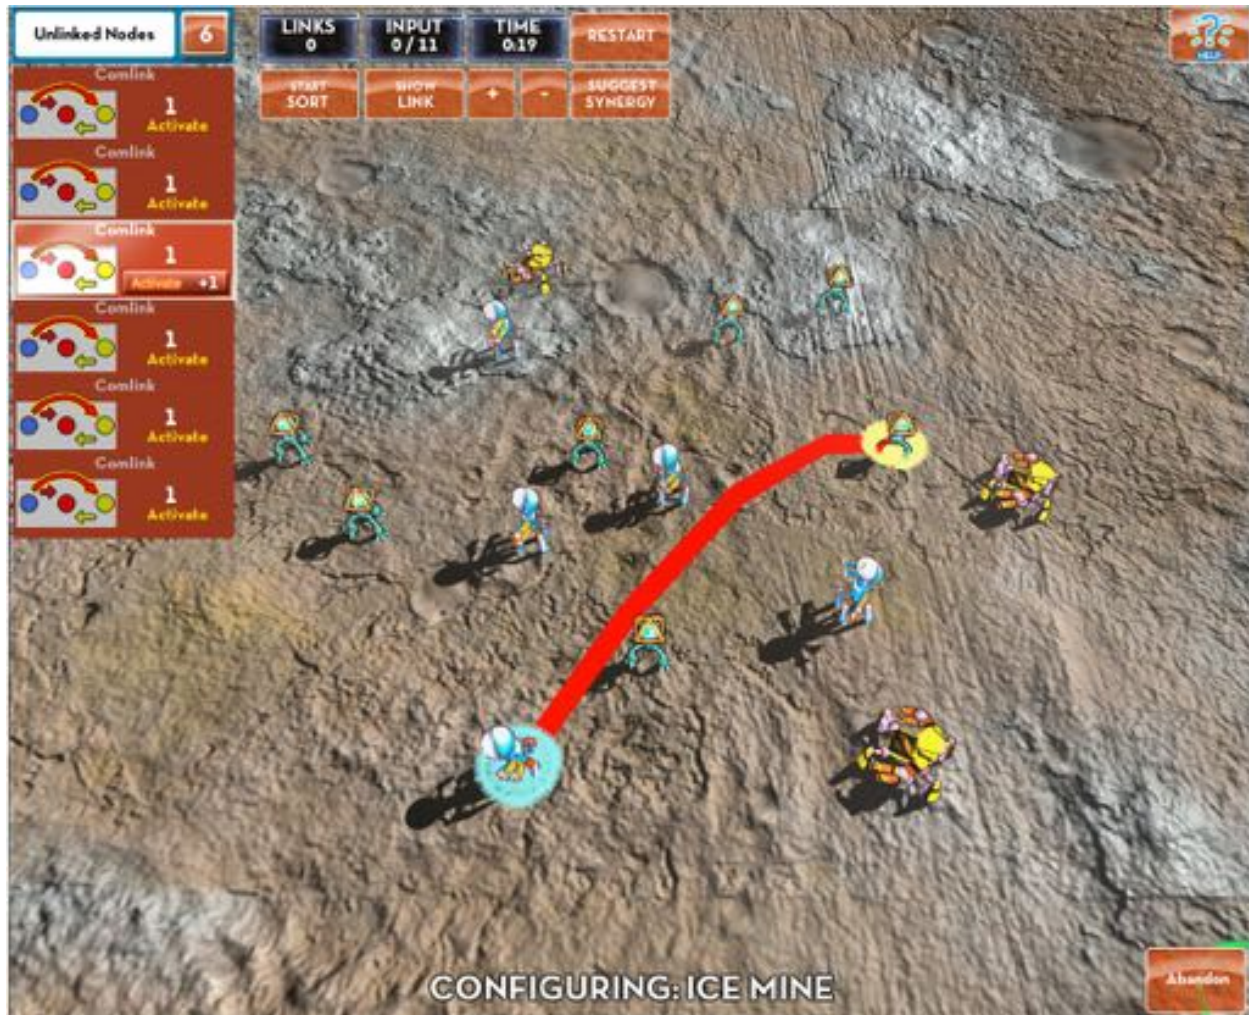 Unlinked Nodes 6
LINKS
0
INPUT
0 / 11
TIME
0:19
RESTART
HELP
START
SORT
SHOW
LINK
+
-
SUGGEST
SYNERGY
Comlink
1
Activate
Comlink
1
Activate
Comlink
1
Activate +1
Comlink
1
Activate
Comlink
1
Activate
Comlink
1
Activate
CONFIGURING: ICE MINE
Abandon